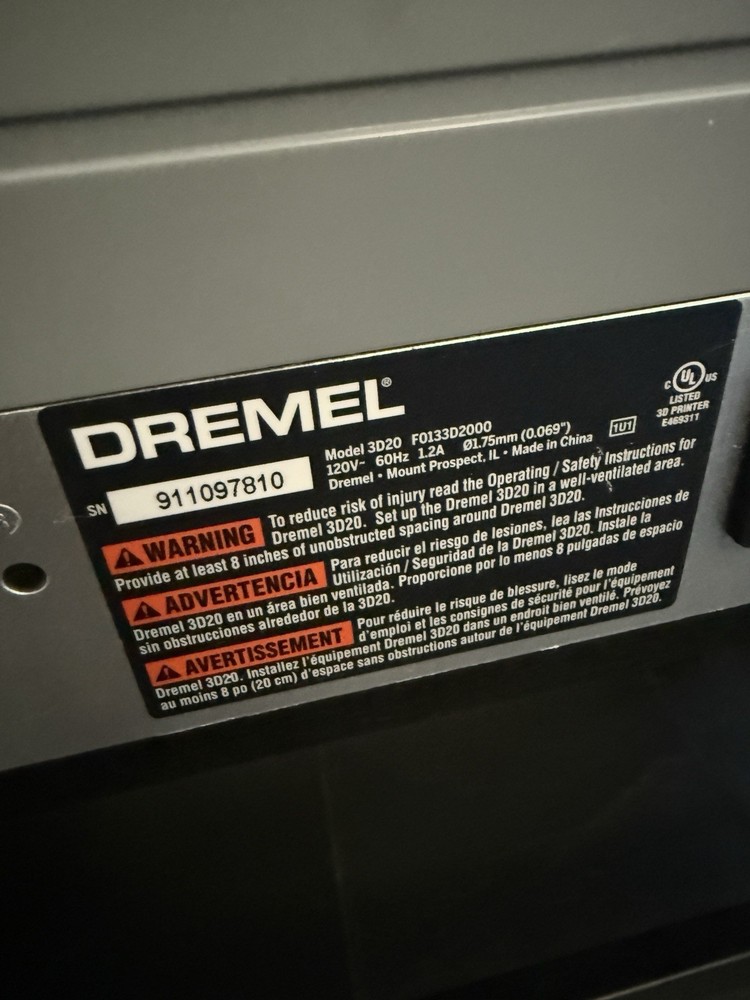 DREMEL®
Model 3D20 F0133D2000
120V~ 60Hz 1.2A Ø1.75mm (0.069")
Dremel • Mount Prospect, IL • Made in China
1U1
C UL US
LISTED
3D PRINTER
E469311
SN 911097810
WARNING To reduce risk of injury read the Operating / Safety Instructions for
Dremel 3D20. Set up the Dremel 3D20 in a well-ventilated area.
Provide at least 8 inches of unobstructed spacing around Dremel 3D20.
ADVERTENCIA Para reducir el riesgo de lesiones, lea las Instrucciones de
Utilización / Seguridad de la Dremel 3D20. Instale la
Dremel 3D20 en un área bien ventilada. Proporcione por lo menos 8 pulgadas de espacio
sin obstrucciones alrededor de la 3D20.
AVERTISSEMENT Pour réduire le risque de blessure, lisez le mode
d'emploi et les consignes de sécurité pour l'équipement
Dremel 3D20. Installez l'équipement Dremel 3D20 dans un endroit bien ventilé. Prévoyez
au moins 8 po (20 cm) d'espace sans obstructions autour de l'équipement Dremel 3D20.